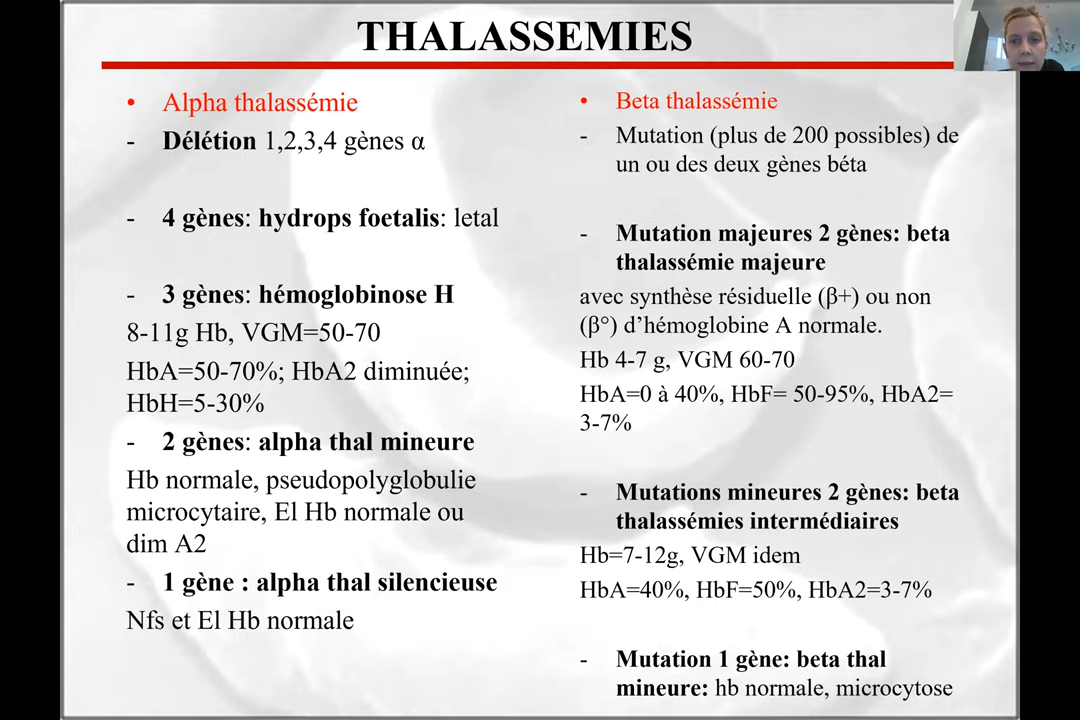 THALASSEMIES
• Alpha thalassémie
- Délétion 1,2,3,4 gènes α
- 4 gènes: hydrops foetalis: letal
- 3 gènes: hémoglobinose H
8-11g Hb, VGM=50-70
HbA=50-70%; HbA2 diminuée;
HbH=5-30%
- 2 gènes: alpha thal mineure
Hb normale, pseudopolyglobulie
microcytaire, El Hb normale ou
dim A2
- 1 gène : alpha thal silencieuse
Nfs et El Hb normale
• Beta thalassémie
- Mutation (plus de 200 possibles) de
un ou des deux gènes béta
- Mutation majeures 2 gènes: beta
thalassémie majeure
avec synthèse résiduelle (β+) ou non
(β°) d’hémoglobine A normale.
Hb 4-7 g, VGM 60-70
HbA=0 à 40%, HbF= 50-95%, HbA2=
3-7%
- Mutations mineures 2 gènes: beta
thalassémies intermédiaires
Hb=7-12g, VGM idem
HbA=40%, HbF=50%, HbA2=3-7%
- Mutation 1 gène: beta thal
mineure: hb normale, microcytose